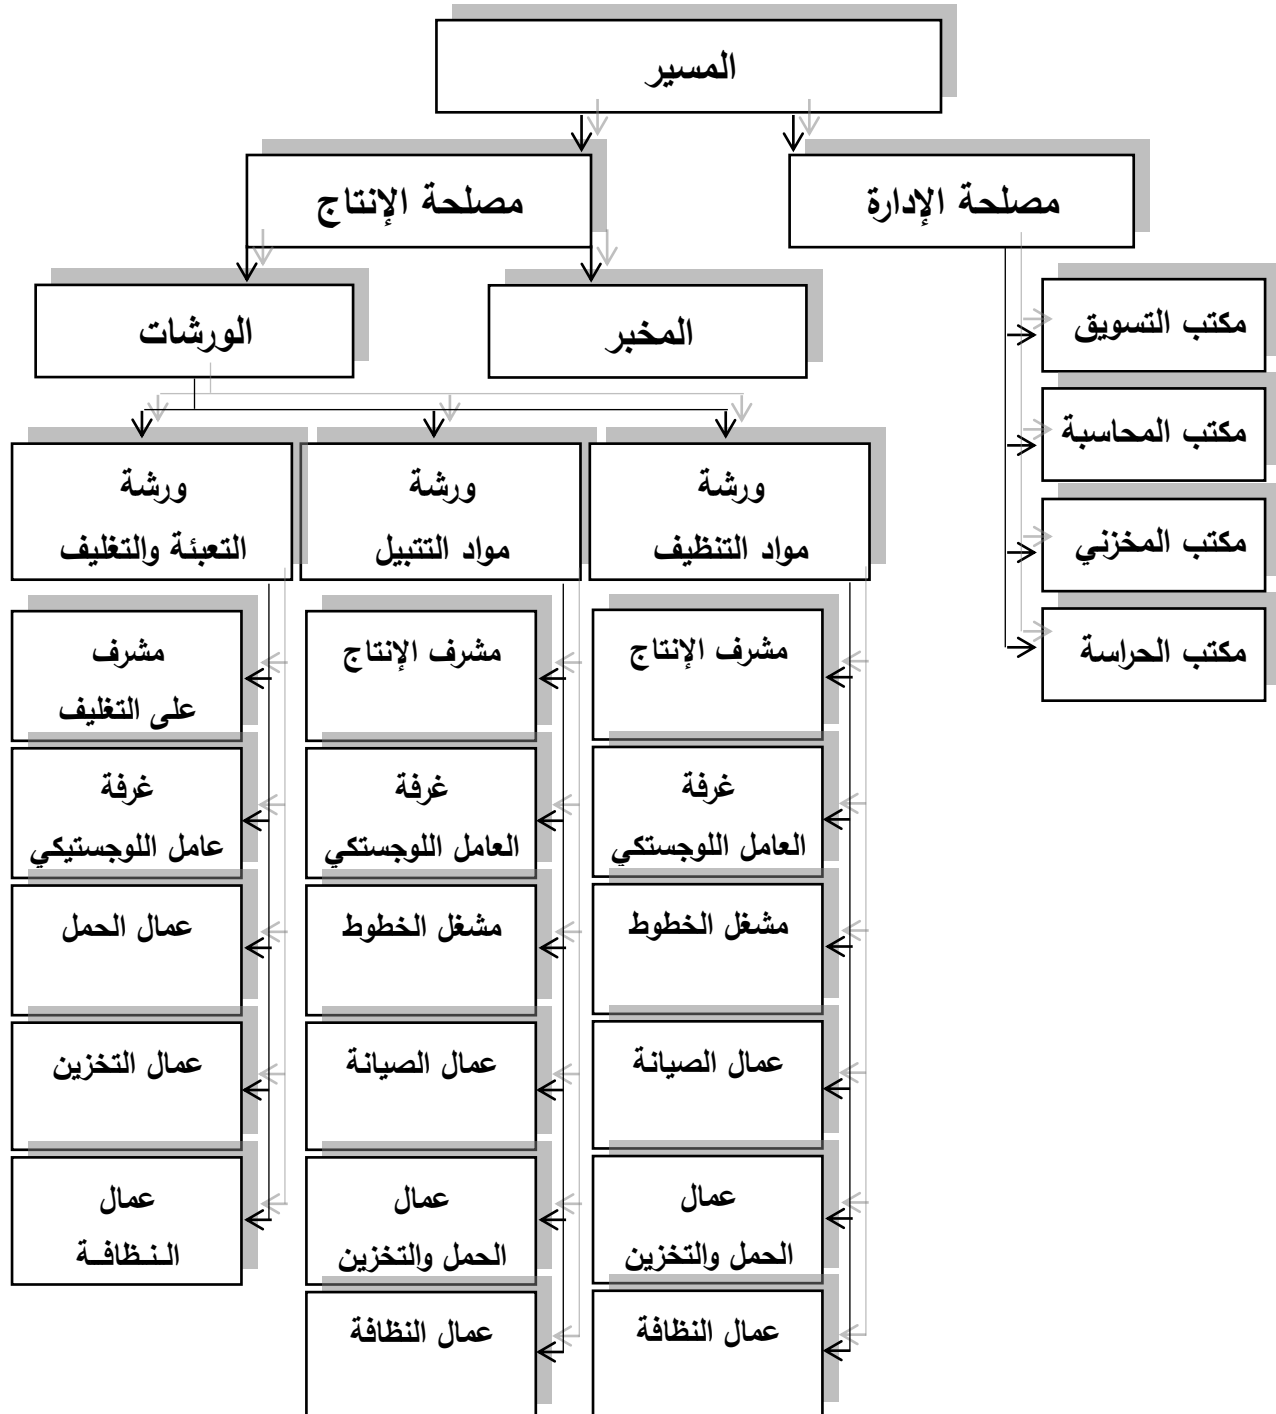 المسير
مصلحة الإدارة
مصلحة الإنتاج
مكتب التسويق
مكتب المحاسبة
مكتب المخزني
مكتب الحراسة
المخبر
الورشات
ورشة
مواد التنظيف
ورشة
مواد التتبيل
ورشة
التعبئة والتغليف
مشرف الإنتاج
غرفة
العامل اللوجستكي
مشغل الخطوط
عمال الصيانة
عمال
الحمل والتخزين
عمال النظافة
مشرف الإنتاج
غرفة
العامل اللوجستكي
مشغل الخطوط
عمال الصيانة
عمال
الحمل والتخزين
عمال النظافة
مشرف
على التغليف
غرفة
عامل اللوجستيكي
عمال الحمل
عمال التخزين
عمال
الـنـظافــة